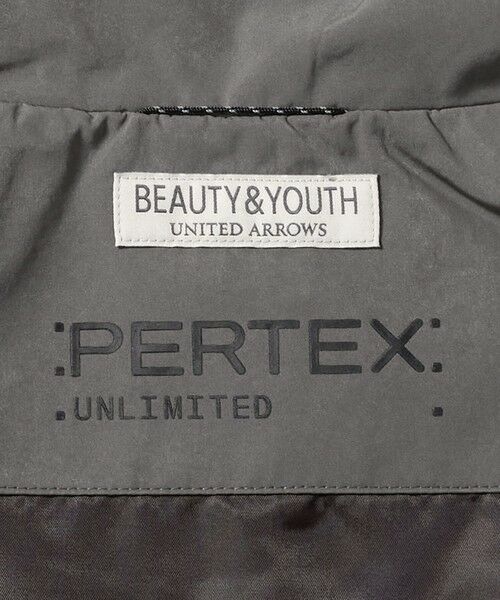 BEAUTY&YOUTH
UNITED ARROWS
:PERTEX:
.UNLIMITED .